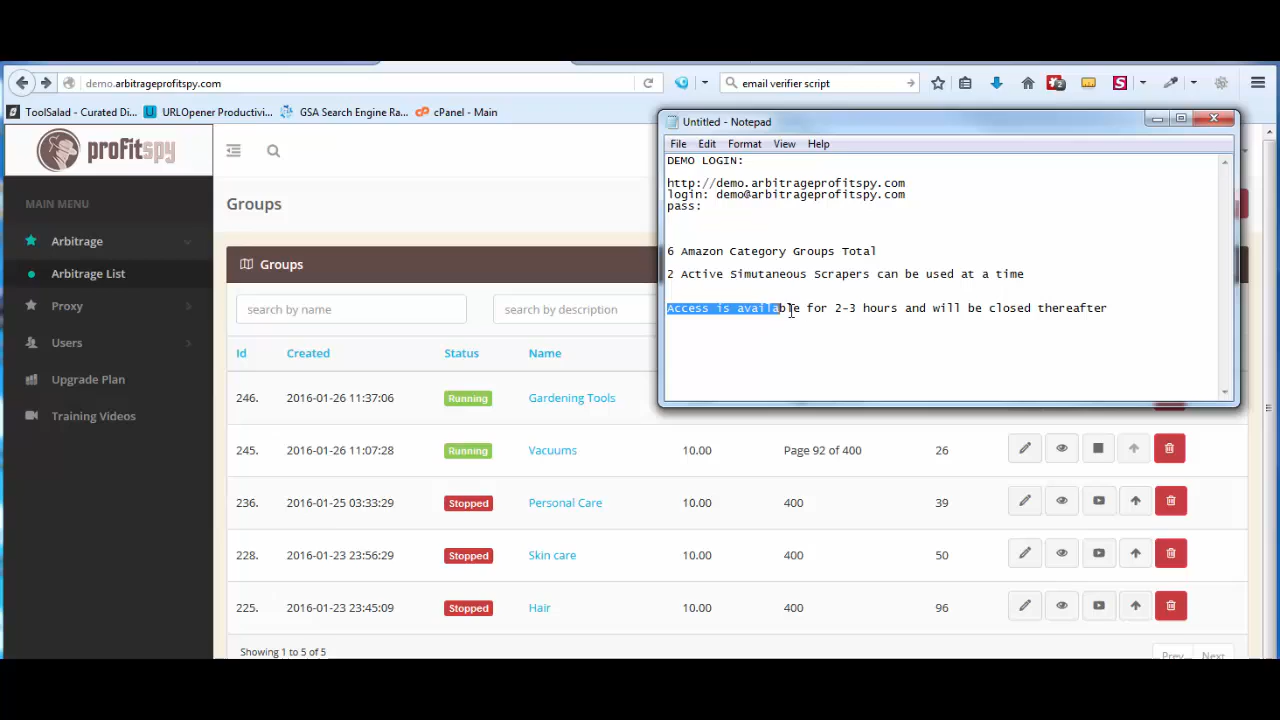 demo.arbitrageprofitspy.com
email verifier script
2
S
ToolSalad - Curated Di...
URLOpener Productivi...
GSA Search Engine Ra...
cPanel - Main
profitspy
MAIN MENU
Arbitrage
Arbitrage List
Proxy
Users
Upgrade Plan
Training Videos
Groups
Groups
search by name
search by description
Id Created Status Name
246. 2016-01-26 11:37:06 Running Gardening Tools
245. 2016-01-26 11:07:28 Running Vacuums 10.00 Page 92 of 400 26
236. 2016-01-25 03:33:29 Stopped Personal Care 10.00 400 39
228. 2016-01-23 23:56:29 Stopped Skin care 10.00 400 50
225. 2016-01-23 23:45:09 Stopped Hair 10.00 400 96
Showing 1 to 5 of 5
Prev Next
Untitled - Notepad
File Edit Format View Help
DEMO LOGIN:
http://demo.arbitrageprofitspy.com
login: demo@arbitrageprofitspy.com
pass:
6 Amazon Category Groups Total
2 Active Simutaneous Scrapers can be used at a time
Access is available for 2-3 hours and will be closed thereafter